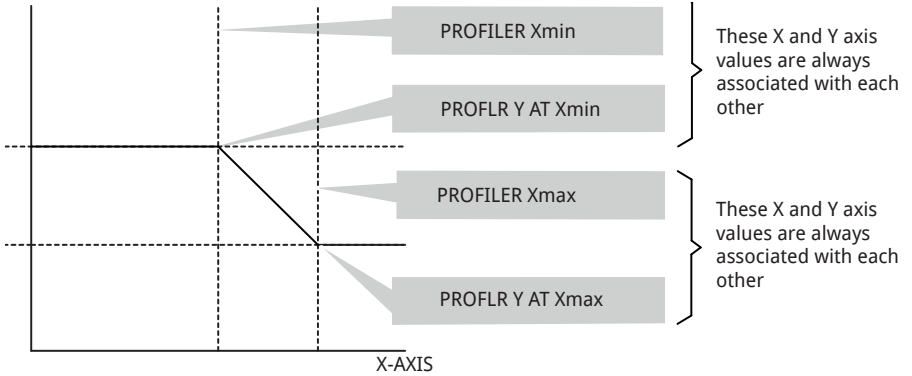 PROFILER Xmin
These X and Y axis
values are always
associated with each
other
PROFLR Y AT Xmin
PROFILER Xmax
These X and Y axis
values are always
associated with each
other
PROFLR Y AT Xmax
X-AXIS